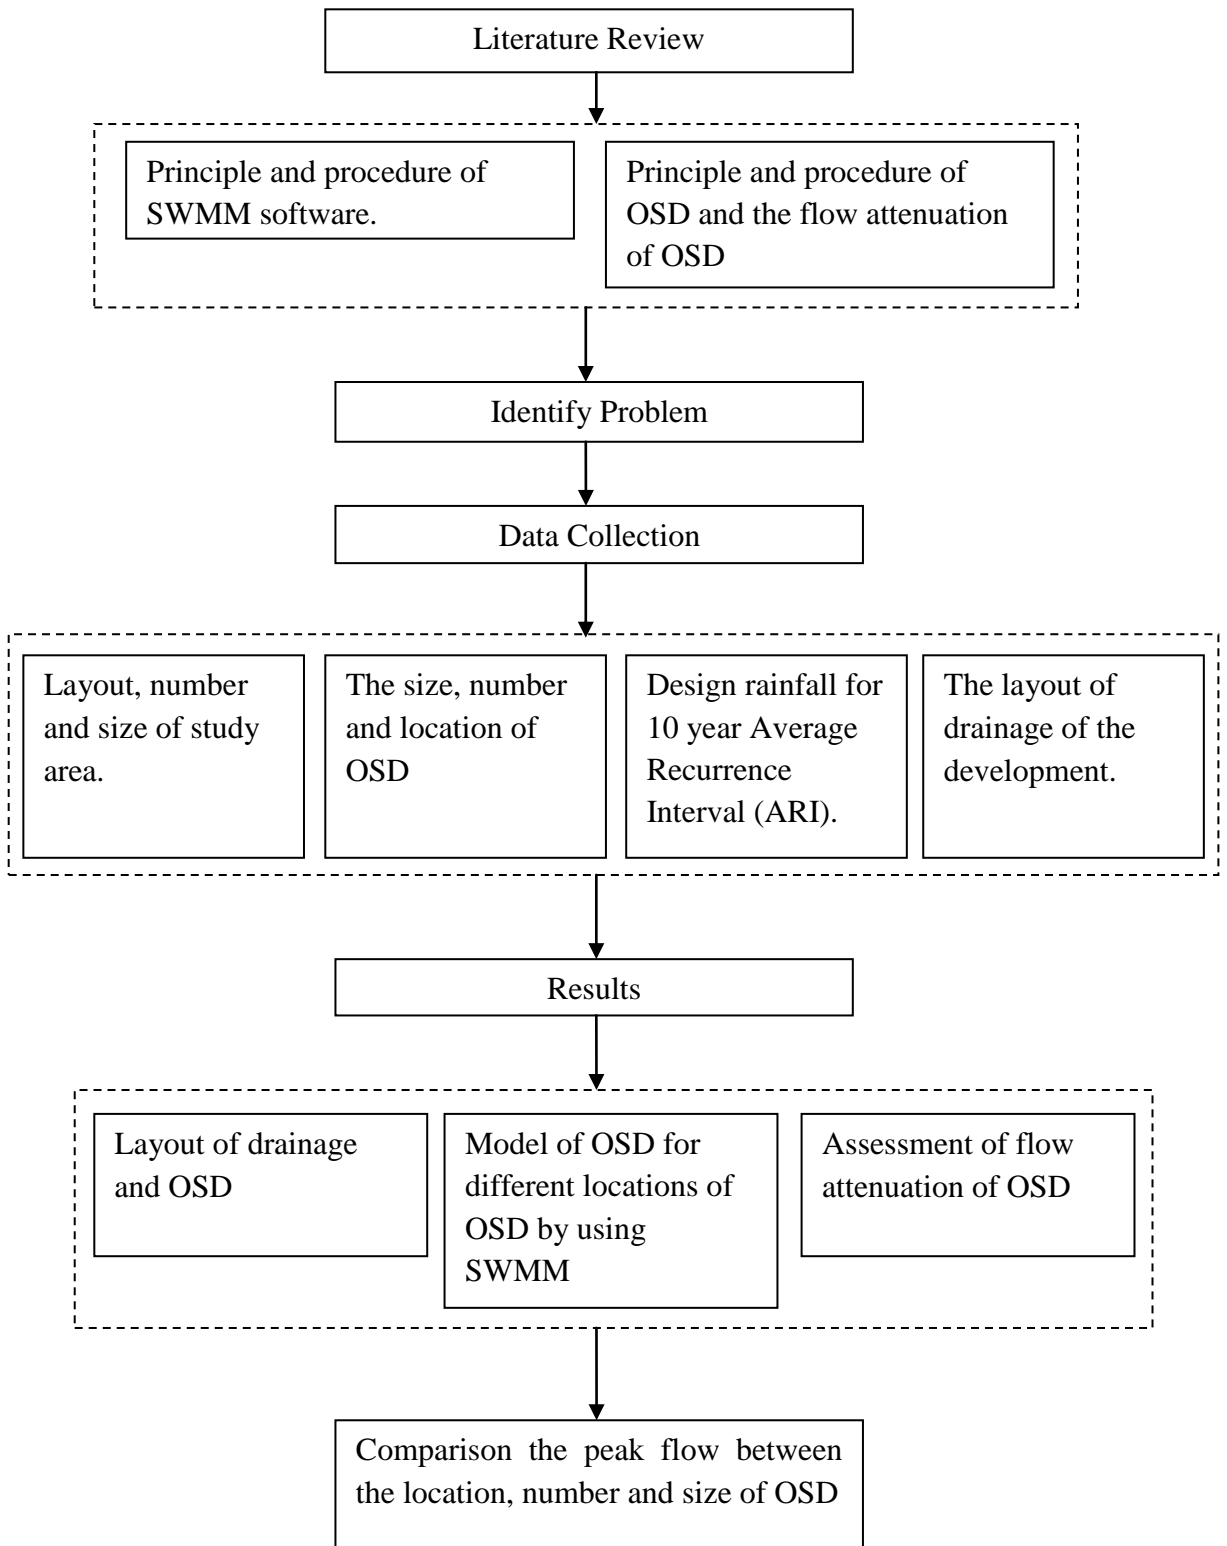 Literature Review
Principle and procedure of
SWMM software.
Principle and procedure of
OSD and the flow attenuation
of OSD
Identify Problem
Data Collection
Layout, number
and size of study
area.
The size, number
and location of
OSD
Design rainfall for
10 year Average
Recurrence
Interval (ARI).
The layout of
drainage of the
development.
Results
Layout of drainage
and OSD
Model of OSD for
different locations of
OSD by using
SWMM
Assessment of flow
attenuation of OSD
Comparison the peak flow between
the location, number and size of OSD